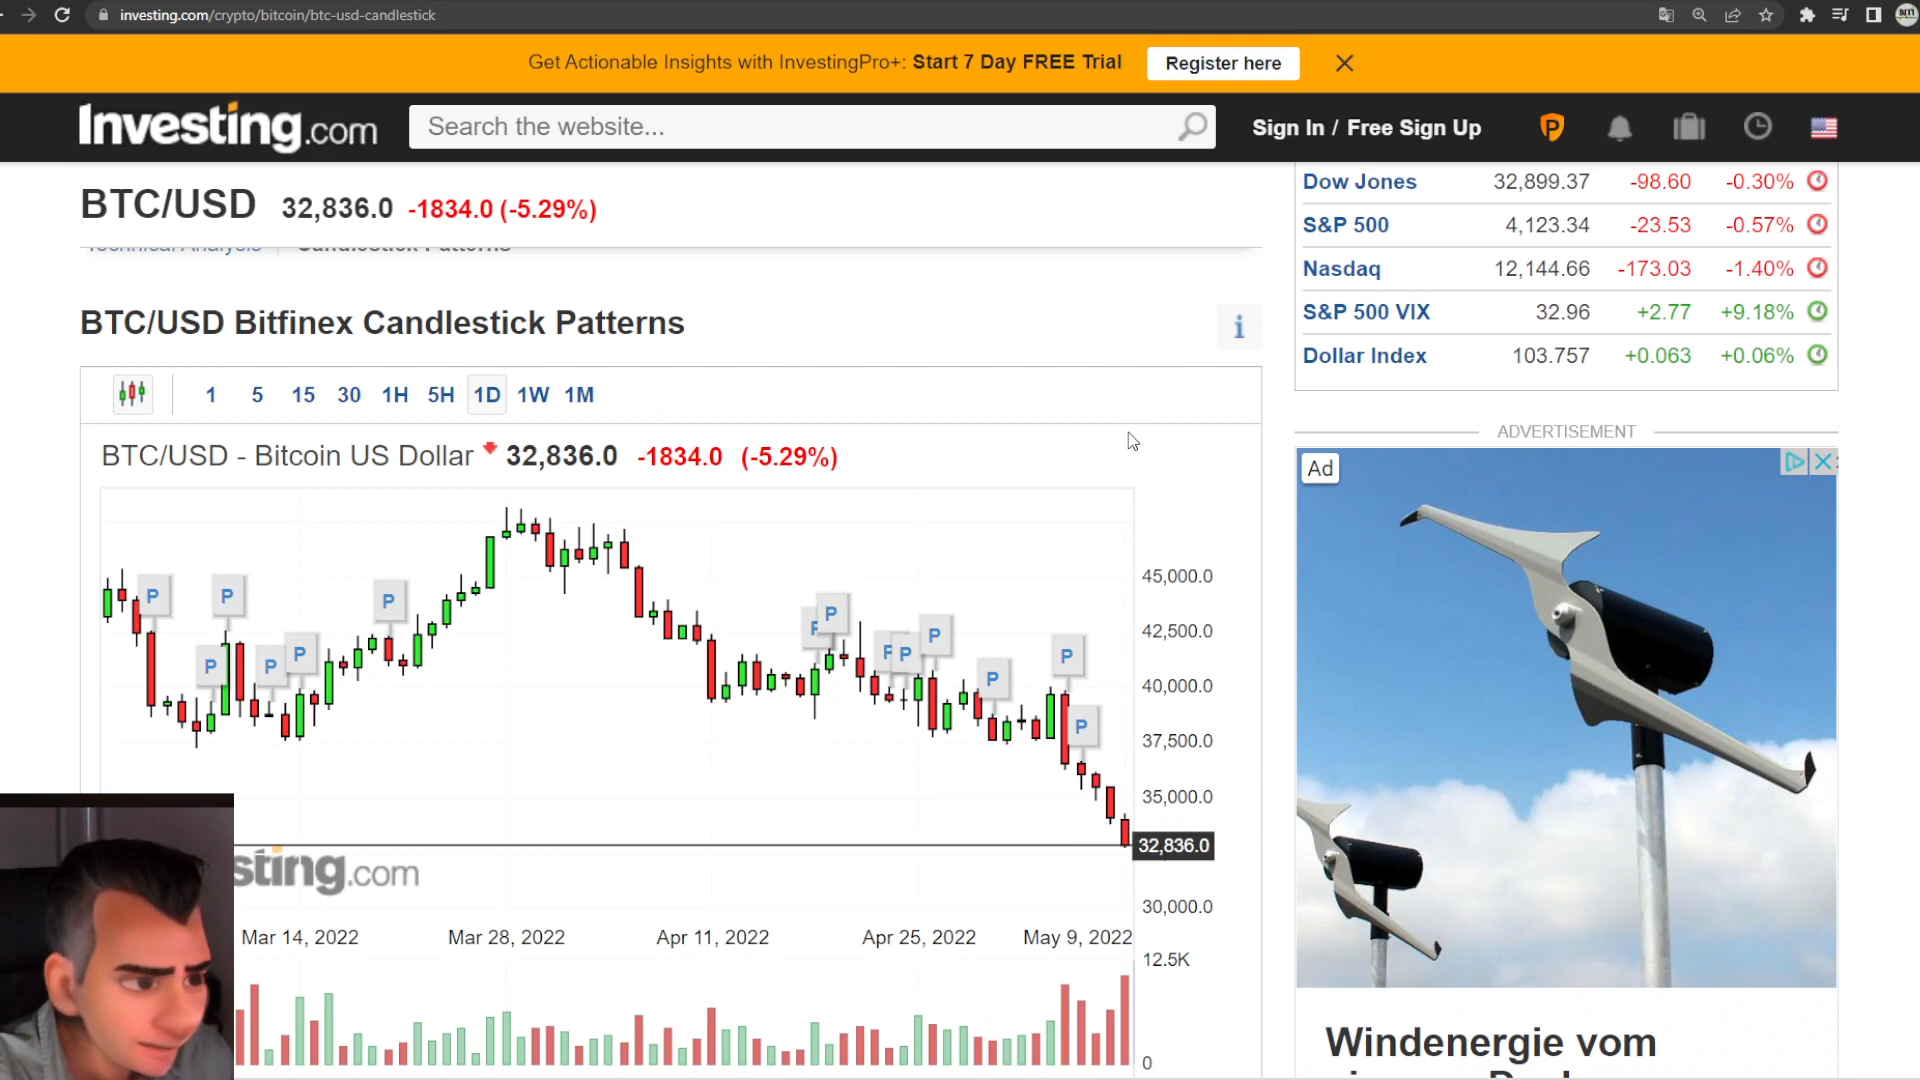 investing.com/crypto/bitcoin/btc-usd-candlestick
Get Actionable Insights with InvestingPro+: Start 7 Day FREE Trial
Register here
Investing.com
Search the website...
Sign In / Free Sign Up
BTC/USD 32,836.0 -1834.0 (-5.29%)
Technical Analysis Candlestick Patterns
BTC/USD Bitfinex Candlestick Patterns
i
1 5 15 30 1H 5H 1D 1W 1M
BTC/USD - Bitcoin US Dollar 32,836.0 -1834.0 (-5.29%)
P
P
P
P
P
P
P
P
P
P
P
P
P
P
45,000.0
42,500.0
40,000.0
37,500.0
35,000.0
32,836.0
30,000.0
sting.com
Mar 14, 2022 Mar 28, 2022 Apr 11, 2022 Apr 25, 2022 May 9, 2022
12.5K
0
Dow Jones 32,899.37 -98.60 -0.30%
S&P 500 4,123.34 -23.53 -0.57%
Nasdaq 12,144.66 -173.03 -1.40%
S&P 500 VIX 32.96 +2.77 +9.18%
Dollar Index 103.757 +0.063 +0.06%
ADVERTISEMENT
Ad
Windenergie vom